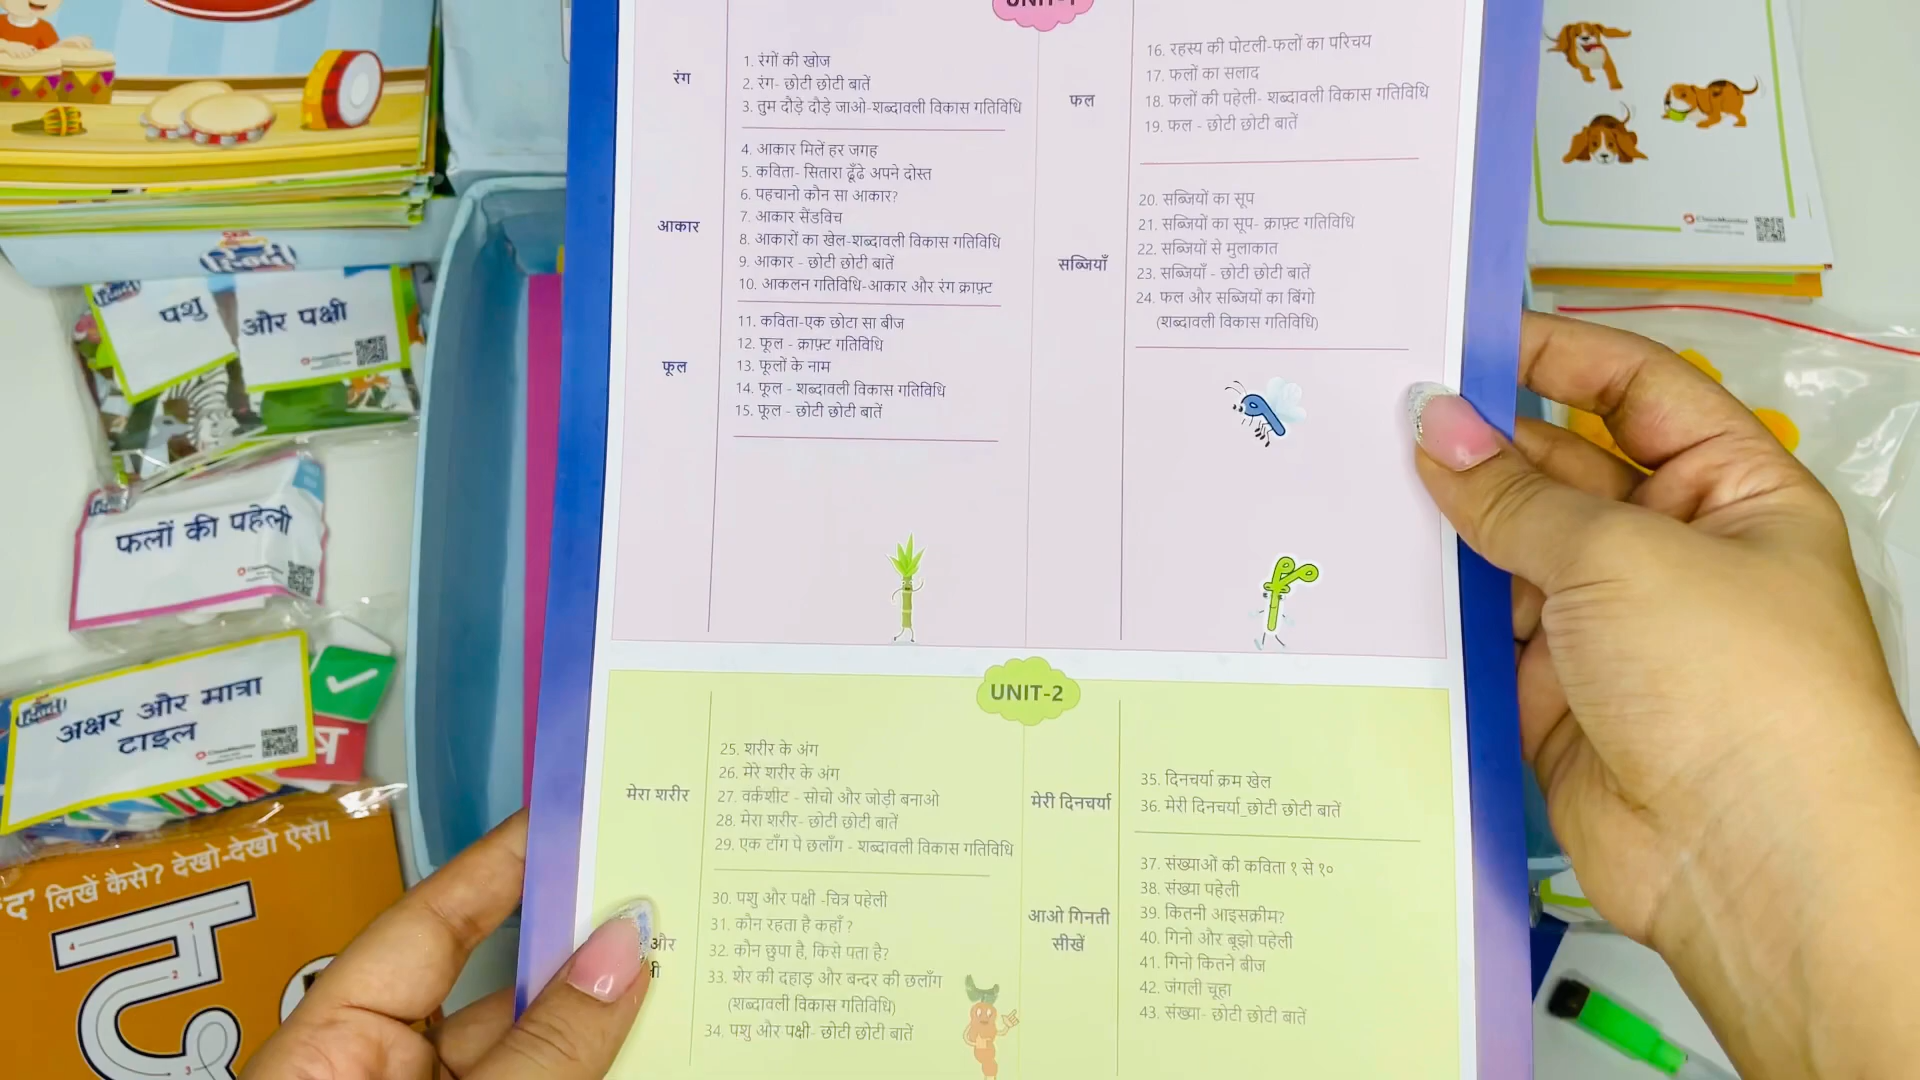 UNIT-1
रंग
1. रंगों की खोज
2. रंग- छोटी छोटी बातें
3. तुम दौड़े दौड़े जाओ-शब्दावली विकास गतिविधि
आकार
4. आकार मिलें हर जगह
5. कविता- सितारा ढूँढे अपने दोस्त
6. पहचानो कौन सा आकार?
7. आकार सैंडविच
8. आकारों का खेल-शब्दावली विकास गतिविधि
9. आकार - छोटी छोटी बातें
10. आकलन गतिविधि-आकार और रंग क्राफ़्ट
फूल
11. कविता-एक छोटा सा बीज
12. फूल - क्राफ़्ट गतिविधि
13. फूलों के नाम
14. फूल - शब्दावली विकास गतिविधि
15. फूल - छोटी छोटी बातें
फल
16. रहस्य की पोटली-फलों का परिचय
17. फलों का सलाद
18. फलों की पहेली- शब्दावली विकास गतिविधि
19. फल - छोटी छोटी बातें
सब्जियाँ
20. सब्जियों का सूप
21. सब्जियों का सूप- क्राफ़्ट गतिविधि
22. सब्जियों से मुलाकात
23. सब्जियाँ - छोटी छोटी बातें
24. फल और सब्जियों का बिंगो
(शब्दावली विकास गतिविधि)
UNIT-2
मेरा शरीर
25. शरीर के अंग
26. मेरे शरीर के अंग
27. वर्कशीट - सोचो और जोड़ी बनाओ
28. मेरा शरीर- छोटी छोटी बातें
29. एक टाँग पे छलाँग - शब्दावली विकास गतिविधि
और
30. पशु और पक्षी -चित्र पहेली
31. कौन रहता है कहाँ ?
32. कौन छुपा है, किसे पता है?
33. शेर की दहाड़ और बन्दर की छलाँग
(शब्दावली विकास गतिविधि)
34. पशु और पक्षी- छोटी छोटी बातें
मेरी दिनचर्या
35. दिनचर्या क्रम खेल
36. मेरी दिनचर्या_छोटी छोटी बातें
आओ गिनती
सीखें
37. संख्याओं की कविता १ से १०
38. संख्या पहेली
39. कितनी आइसक्रीम?
40. गिनो और बूझो पहेली
41. गिनो कितने बीज
42. जंगली चूहा
43. संख्या- छोटी छोटी बातें
पशु और पक्षी
फलों की पहेली
अक्षर और मात्रा
टाइल
'द' लिखें कैसे? देखो-देखो ऐसे।
द
1
2
3
4
ClassMonitor